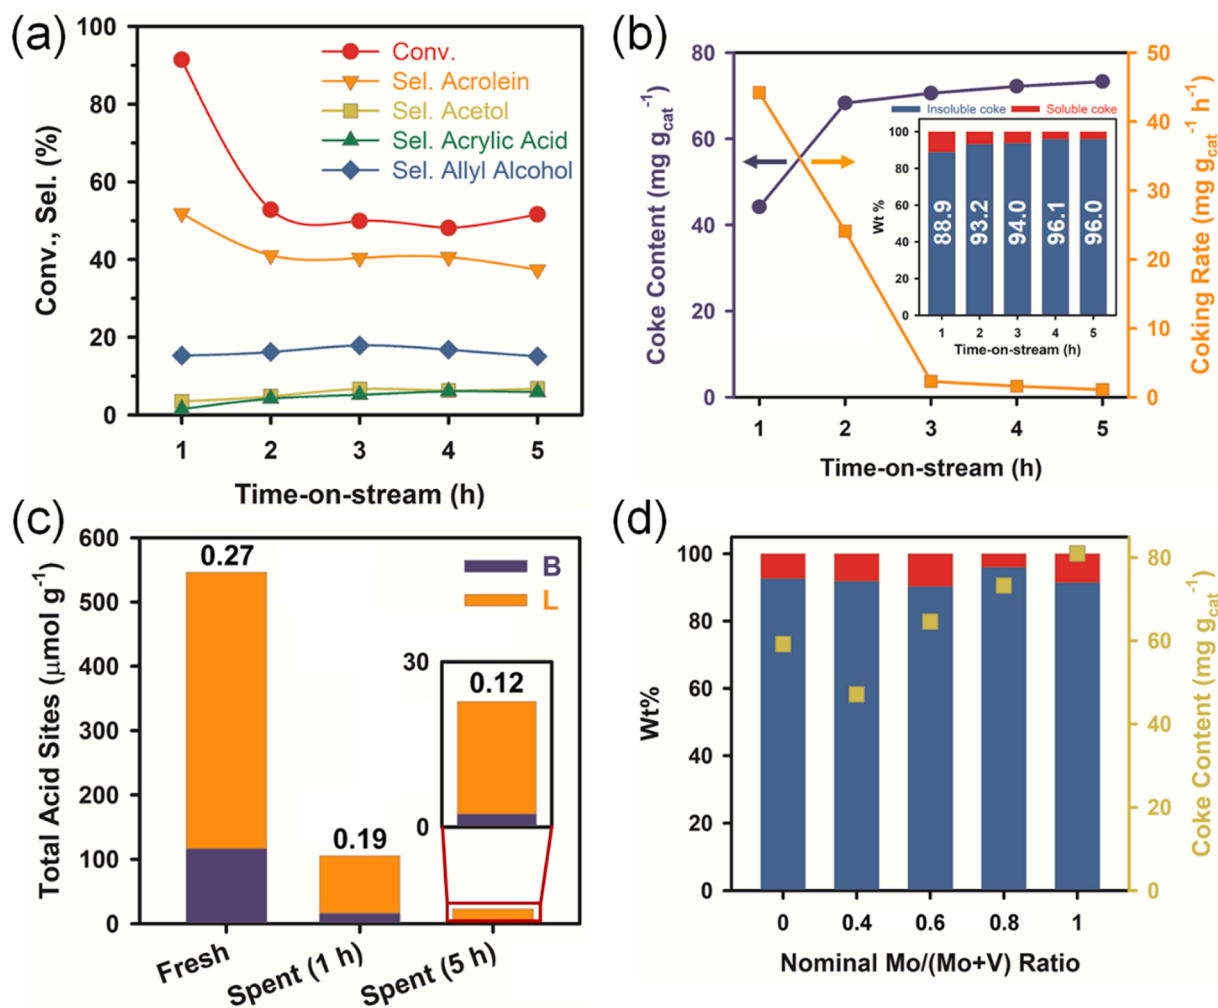 (a)
100
80
60
40
20
0
Conv., Sel. (%)
Conv.
Sel. Acrolein
Sel. Acetol
Sel. Acrylic Acid
Sel. Allyl Alcohol
1 2 3 4 5
Time-on-stream (h)
(b)
80
60
40
20
0
Coke Content (mg g_cat^-1)
50
40
30
20
10
0
Coking Rate (mg g_cat^-1 h^-1)
Insoluble coke Soluble coke
100
80
60
40
20
0
Wt %
88.9 93.2 94.0 96.1 96.0
1 2 3 4 5
Time-on-stream (h)
1 2 3 4 5
Time-on-stream (h)
(c)
600
500
400
300
200
100
0
Total Acid Sites (μmol g^-1)
B
L
0.27
0.19
30
0
0.12
Fresh
Spent (1 h)
Spent (5 h)
(d)
100
80
60
40
20
0
Wt%
80
60
40
20
0
Coke Content (mg g_cat^-1)
0 0.4 0.6 0.8 1
Nominal Mo/(Mo+V) Ratio